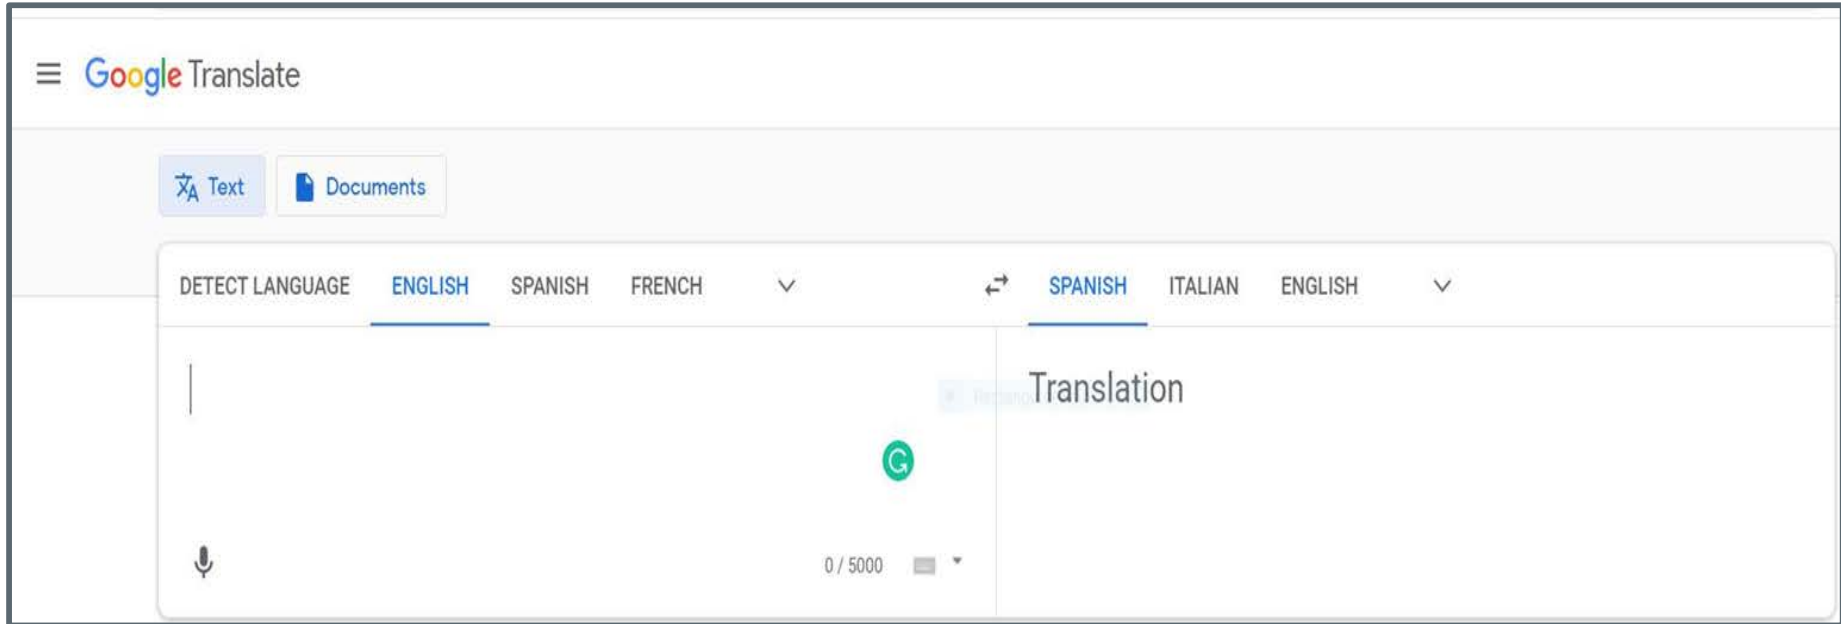 Google Translate
Text Documents
DETECT LANGUAGE ENGLISH SPANISH FRENCH SPANISH ITALIAN ENGLISH
Translation
0 / 5000